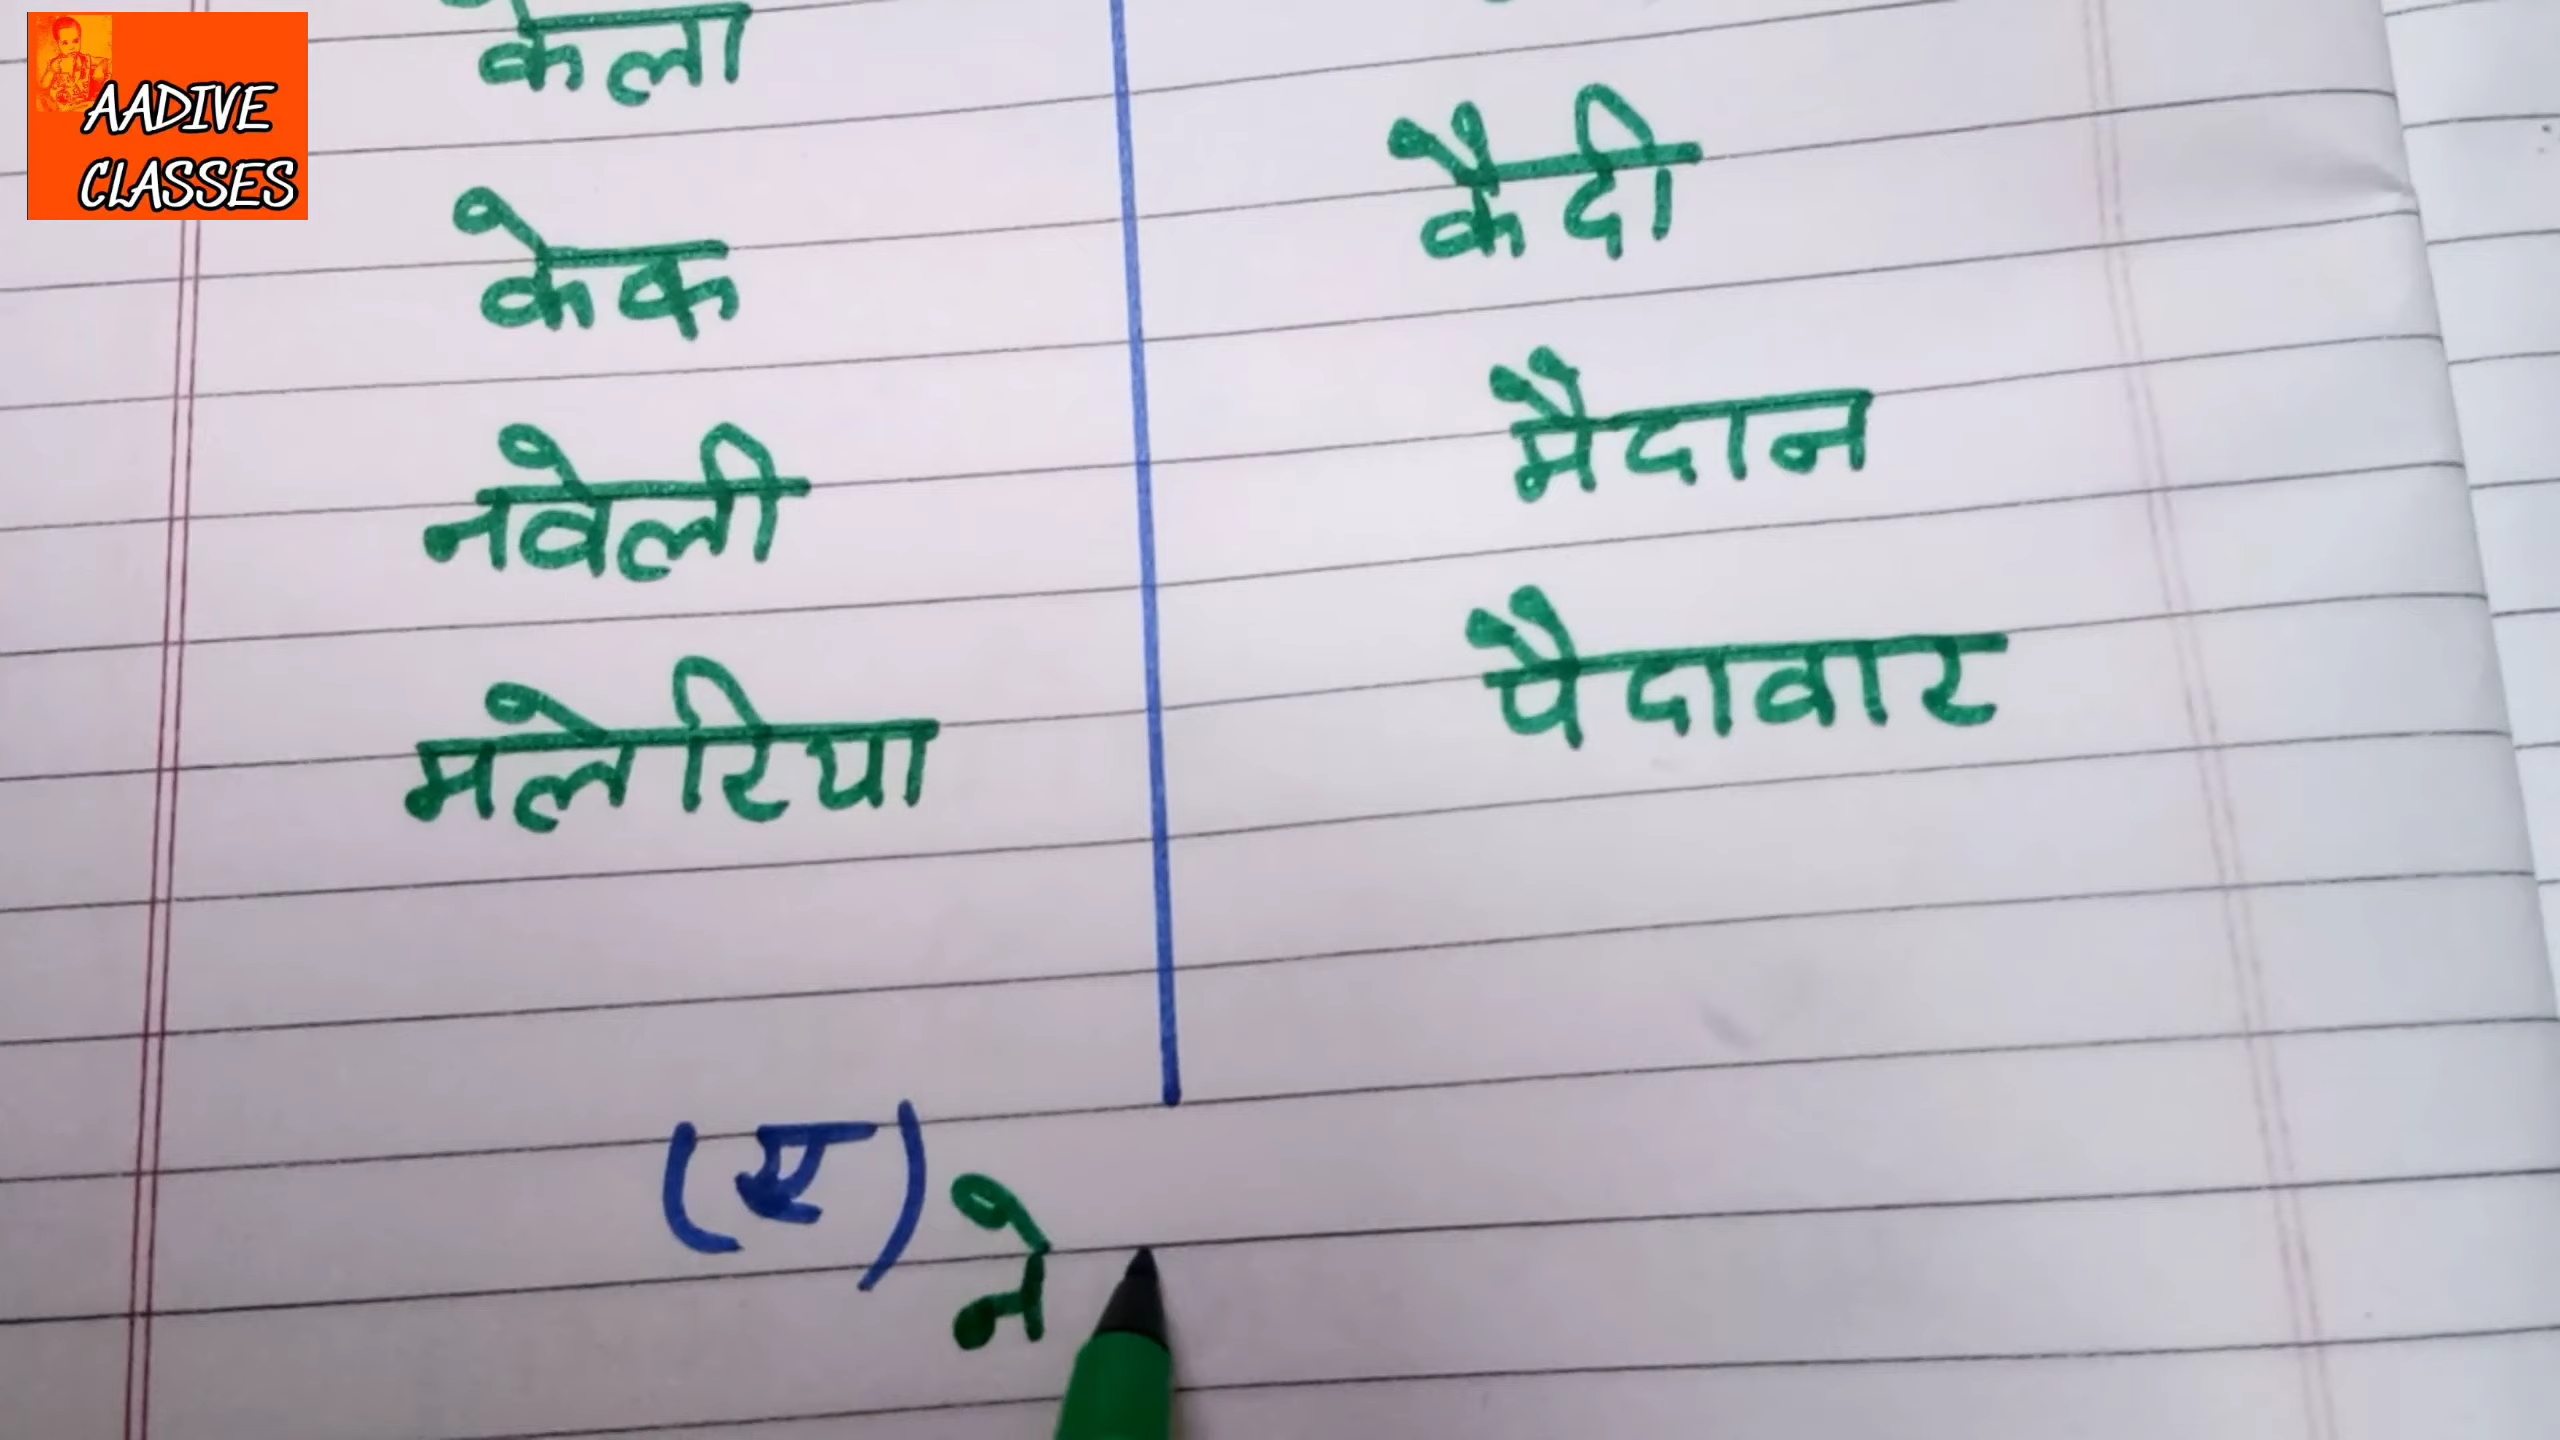 AADIVE
CLASSES
केला
केक
नवेली
मलेरिया
कैदी
मैदान
पैदावार
(ए) ने